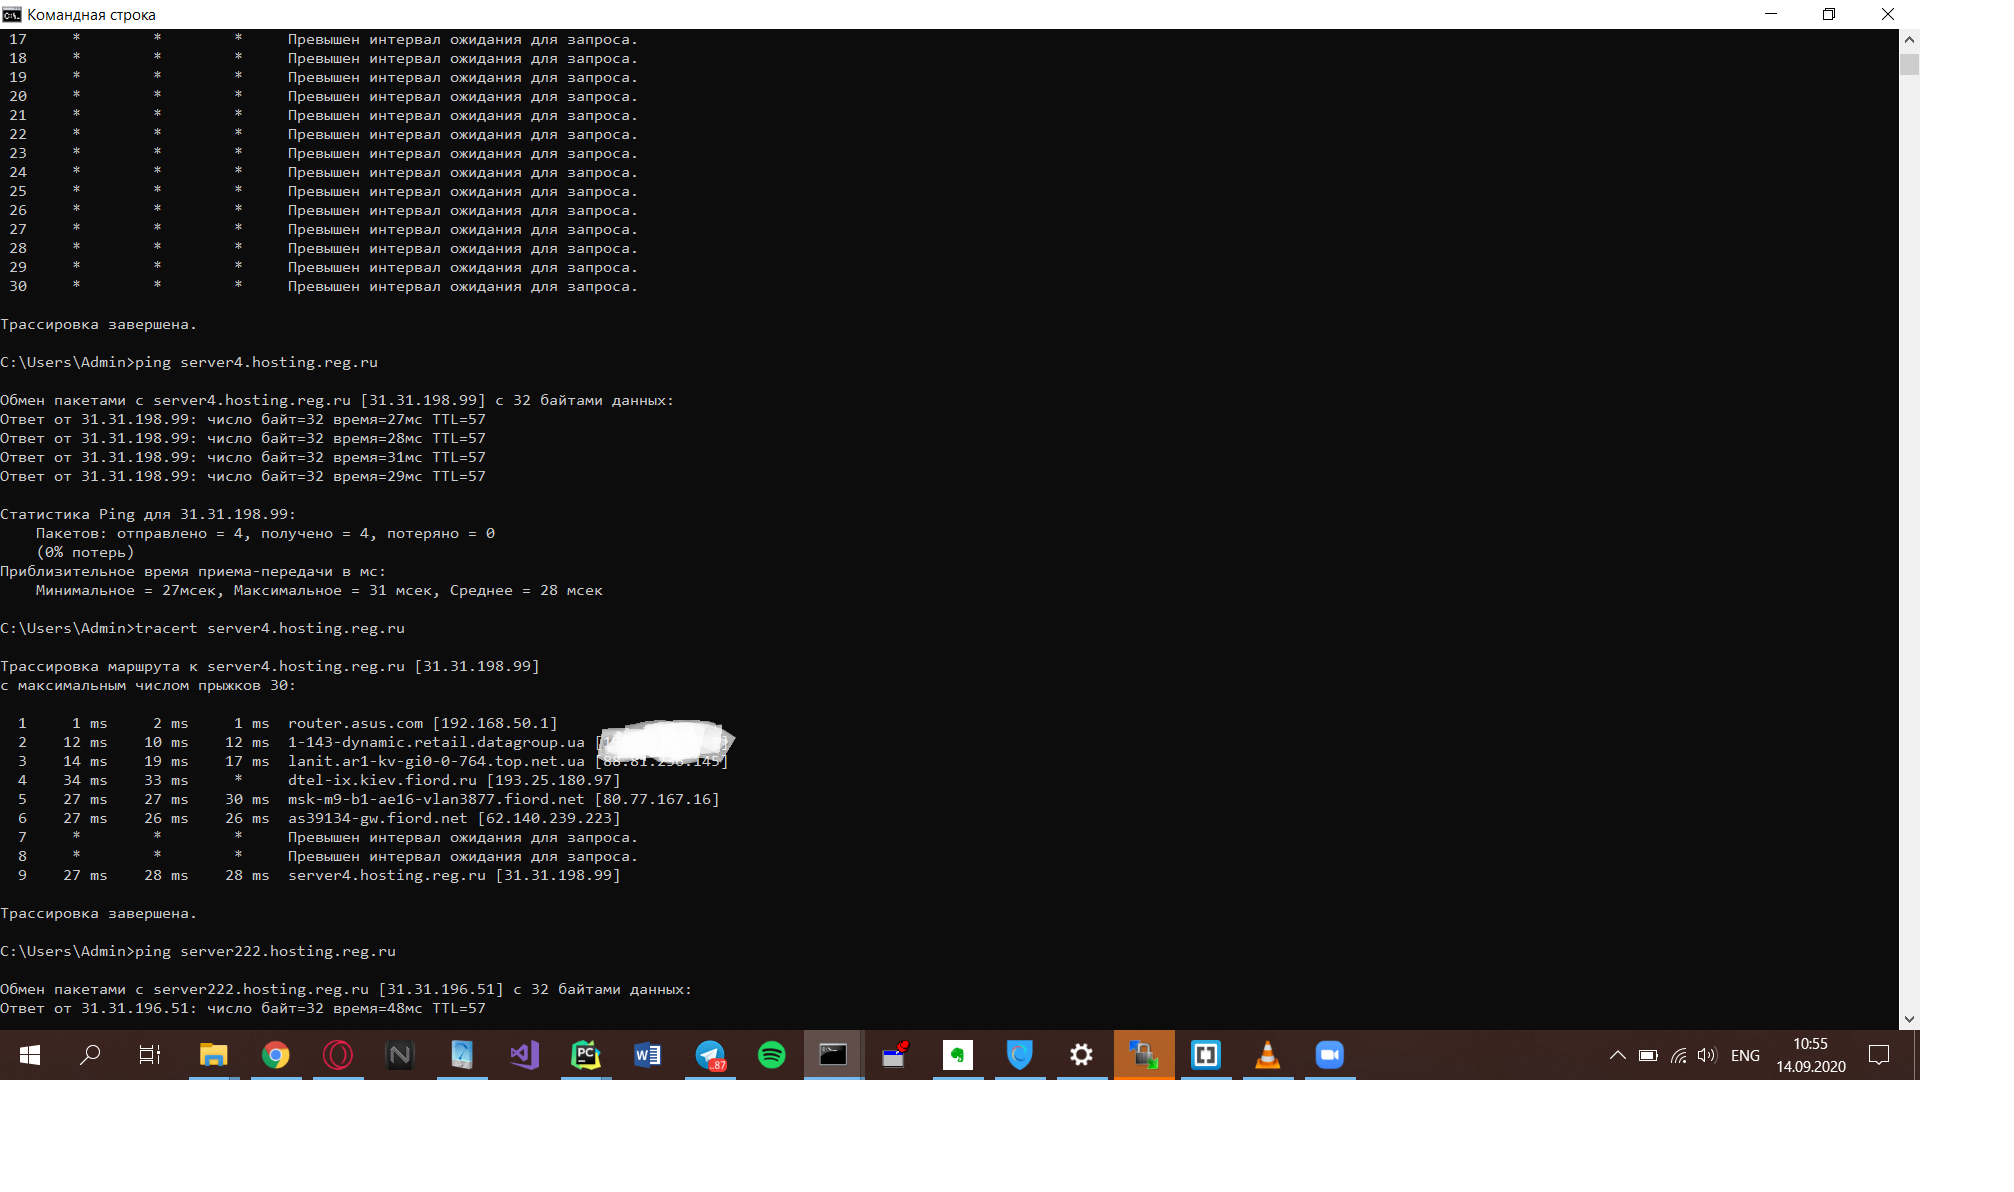 Командная строка
17 * * * Превышен интервал ожидания для запроса.
18 * * * Превышен интервал ожидания для запроса.
19 * * * Превышен интервал ожидания для запроса.
20 * * * Превышен интервал ожидания для запроса.
21 * * * Превышен интервал ожидания для запроса.
22 * * * Превышен интервал ожидания для запроса.
23 * * * Превышен интервал ожидания для запроса.
24 * * * Превышен интервал ожидания для запроса.
25 * * * Превышен интервал ожидания для запроса.
26 * * * Превышен интервал ожидания для запроса.
27 * * * Превышен интервал ожидания для запроса.
28 * * * Превышен интервал ожидания для запроса.
29 * * * Превышен интервал ожидания для запроса.
30 * * * Превышен интервал ожидания для запроса.
Трассировка завершена.
C:\Users\Admin>ping server4.hosting.reg.ru
Обмен пакетами с server4.hosting.reg.ru [31.31.198.99] с 32 байтами данных:
Ответ от 31.31.198.99: число байт=32 время=27мс TTL=57
Ответ от 31.31.198.99: число байт=32 время=28мс TTL=57
Ответ от 31.31.198.99: число байт=32 время=31мс TTL=57
Ответ от 31.31.198.99: число байт=32 время=29мс TTL=57
Статистика Ping для 31.31.198.99:
Пакетов: отправлено = 4, получено = 4, потеряно = 0
(0% потерь)
Приблизительное время приема-передачи в мс:
Минимальное = 27мсек, Максимальное = 31 мсек, Среднее = 28 мсек
C:\Users\Admin>tracert server4.hosting.reg.ru
Трассировка маршрута к server4.hosting.reg.ru [31.31.198.99]
с максимальным числом прыжков 30:
1 1 ms 2 ms 1 ms router.asus.com [192.168.50.1]
2 12 ms 10 ms 12 ms 1-143-dynamic.retail.datagroup.ua
3 14 ms 19 ms 17 ms lanit.ar1-kv-gi0-0-764.top.net.ua
4 34 ms 33 ms * dtel-ix.kiev.fiord.ru [193.25.180.97]
5 27 ms 27 ms 30 ms msk-m9-b1-ae16-vlan3877.fiord.net [80.77.167.16]
6 27 ms 26 ms 26 ms as39134-gw.fiord.net [62.140.239.223]
7 * * * Превышен интервал ожидания для запроса.
8 * * * Превышен интервал ожидания для запроса.
9 27 ms 28 ms 28 ms server4.hosting.reg.ru [31.31.198.99]
Трассировка завершена.
C:\Users\Admin>ping server222.hosting.reg.ru
Обмен пакетами с server222.hosting.reg.ru [31.31.196.51] с 32 байтами данных:
Ответ от 31.31.196.51: число байт=32 время=48мс TTL=57
ENG
10:55
14.09.2020